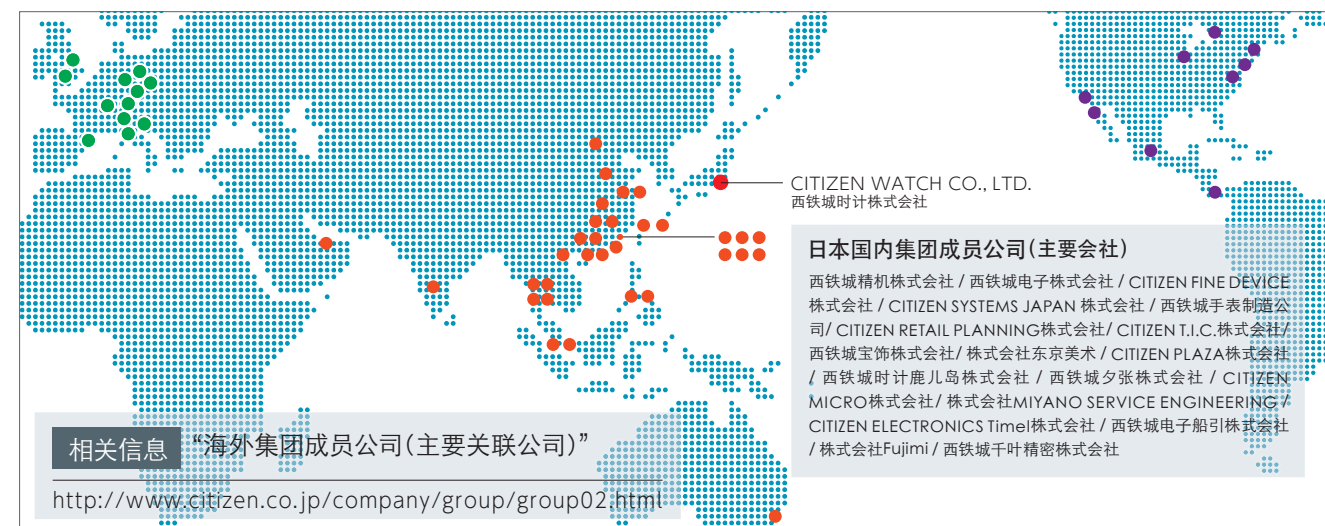 CITIZEN WATCH CO., LTD.
西铁城时计株式会社
日本国内集团成员公司(主要会社)
西铁城精机株式会社 / 西铁城电子株式会社 / CITIZEN FINE DEVICE
株式会社 / CITIZEN SYSTEMS JAPAN 株式会社 / 西铁城手表制造公
司/ CITIZEN RETAIL PLANNING株式会社/ CITIZEN T.I.C.株式会社/
西铁城宝饰株式会社/ 株式会社东京美术 / CITIZEN PLAZA株式会社
/ 西铁城时计鹿儿岛株式会社 / 西铁城夕张株式会社 / CITIZEN
MICRO株式会社/ 株式会社MIYANO SERVICE ENGINEERING /
CITIZEN ELECTRONICS Timel株式会社 / 西铁城电子船引株式会社
/ 株式会社Fujimi / 西铁城千叶精密株式会社
相关信息 “海外集团成员公司(主要关联公司)”
http://www.citizen.co.jp/company/group/group02.html